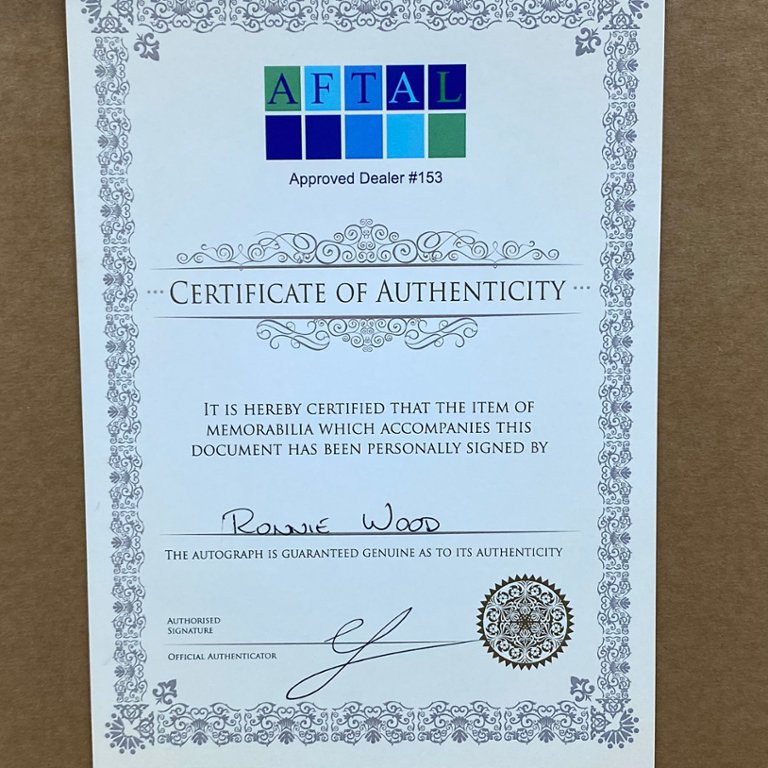 AFTAL
Approved Dealer #153
CERTIFICATE OF AUTHENTICITY
IT IS HEREBY CERTIFIED THAT THE ITEM OF
MEMORABILIA WHICH ACCOMPANIES THIS
DOCUMENT HAS BEEN PERSONALLY SIGNED BY
RONNIE WOOD
THE AUTOGRAPH IS GUARANTEED GENUINE AS TO ITS AUTHENTICITY
AUTHORISED
SIGNATURE
OFFICIAL AUTHENTICATOR